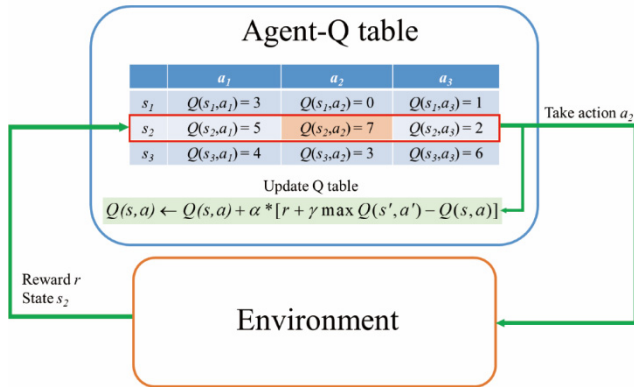 Agent-Q table
a1 a2 a3
s1 Q(s1,a1) = 3 Q(s1,a2) = 0 Q(s1,a3) = 1
s2 Q(s2,a1) = 5 Q(s2,a2) = 7 Q(s2,a3) = 2
s3 Q(s3,a1) = 4 Q(s3,a2) = 3 Q(s3,a3) = 6
Take action a2
Update Q table
Q(s,a) ← Q(s,a) + α *[r + γ max Q(s',a') − Q(s,a)]
Reward r
State s2
Environment